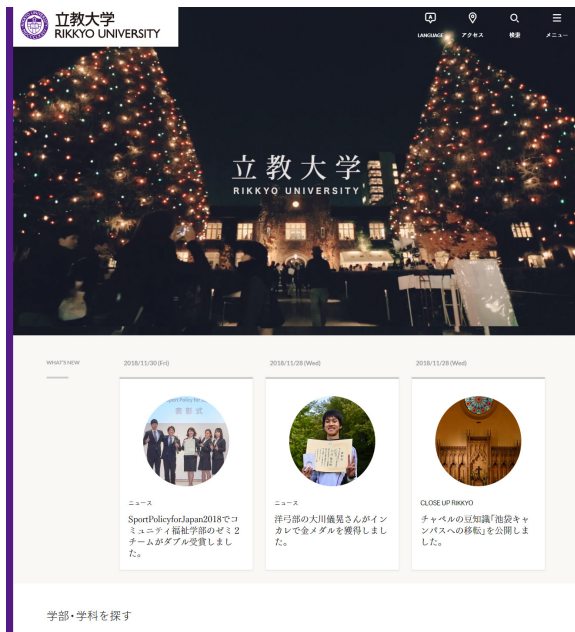 立教大学
RIKKYO UNIVERSITY
LANGUAGE
アクセス
検索
メニュー
立教大学
RIKKYO UNIVERSITY
WHAT'S NEW
2018/11/30 (Fri)
表彰式
ニュース
SportPolicyforJapan2018でコ
ミュニティ福祉学部のゼミ2
チームがダブル受賞しまし
た。
2018/11/28 (Wed)
ニュース
洋弓部の大川儀晃さんがイン
カレで金メダルを獲得しまし
た。
2018/11/28 (Wed)
CLOSE UP RIKKYO
チャペルの豆知識「池袋キャ
ンパスへの移転」を公開しま
した。
学部・学科を探す